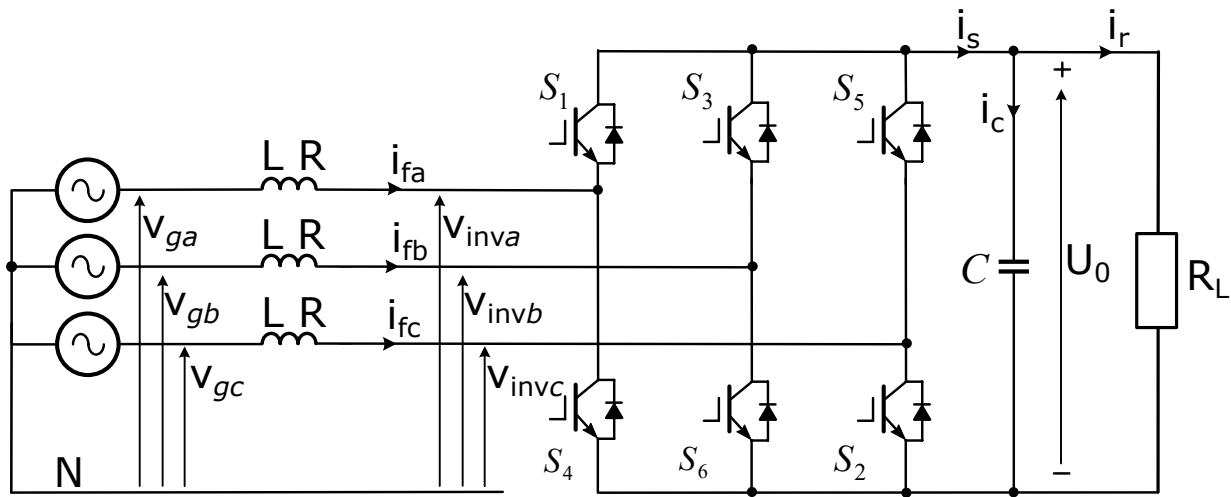 i_s
i_r
S_1
S_3
S_5
i_c
+
L R
i_fa
v_ga
v_inva
L R
i_fb
C
U_0
R_L
v_gb
v_invb
L R
i_fc
v_gc
v_invc
N
S_4
S_6
S_2
−